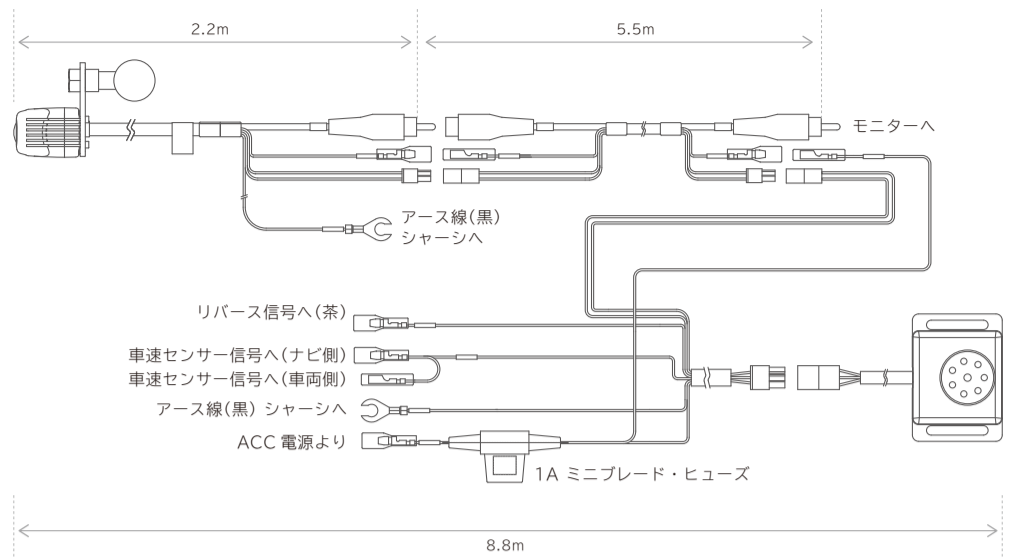 2.2m
5.5m
モニターへ
アース線(黒)
シャーシへ
リバース信号へ(茶)
車速センサー信号へ(ナビ側)
車速センサー信号へ(車両側)
アース線(黒) シャーシへ
ACC 電源より
1A ミニブレード・ヒューズ
8.8m